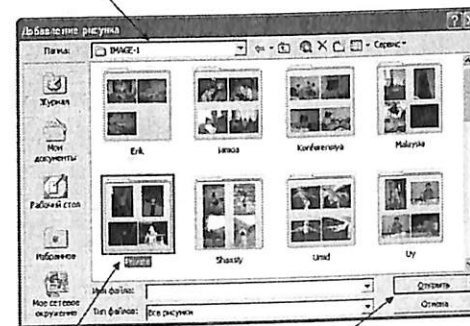 Добавление рисунка
Папка: IMAGE-1 Сервис
Журнал
Мои документы
Рабочий стол
Избранное
Мое сетевое окружение
Erik
Konferensiya
Malaysia
Private
Shaxsiy
Umid
Uy
Имя файла:
Открыть
Тип файлов: Все рисунки
Отмена